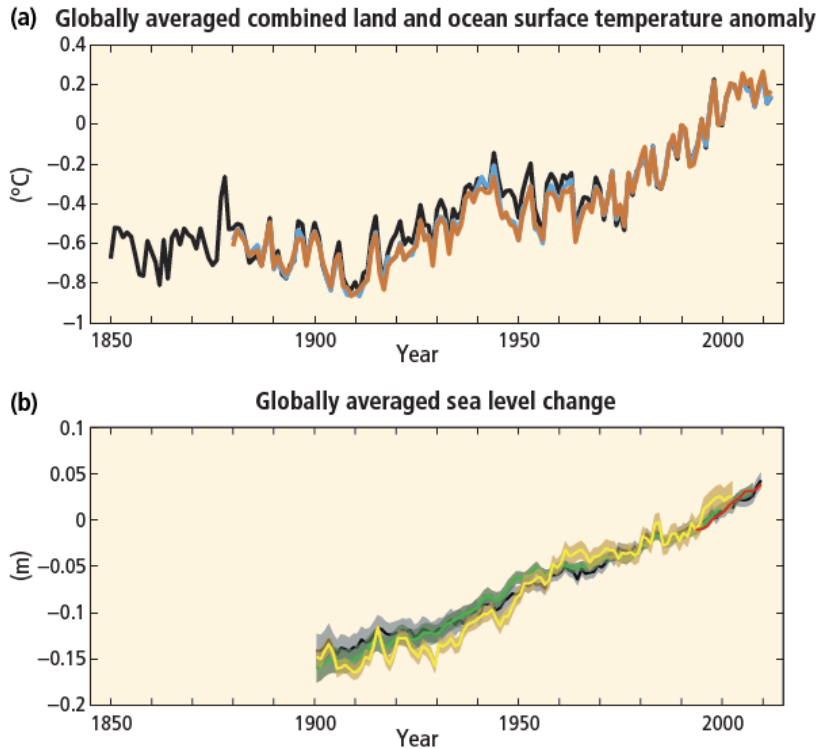 (a) Globally averaged combined land and ocean surface temperature anomaly
0.4
0.2
0
−0.2
−0.4
−0.6
−0.8
−1
(°C)
1850 1900 1950 2000
Year
(b) Globally averaged sea level change
0.1
0.05
0
−0.05
−0.1
−0.15
−0.2
(m)
1850 1900 1950 2000
Year